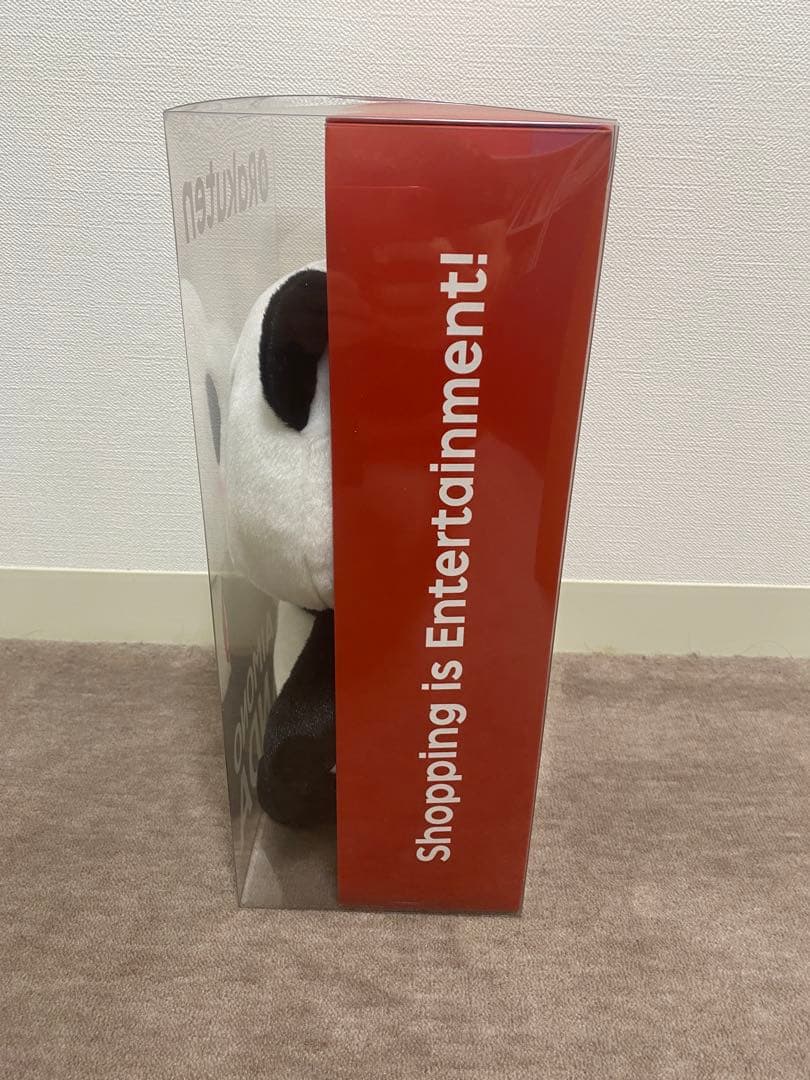 Rakuten
Shopping is Entertainment!